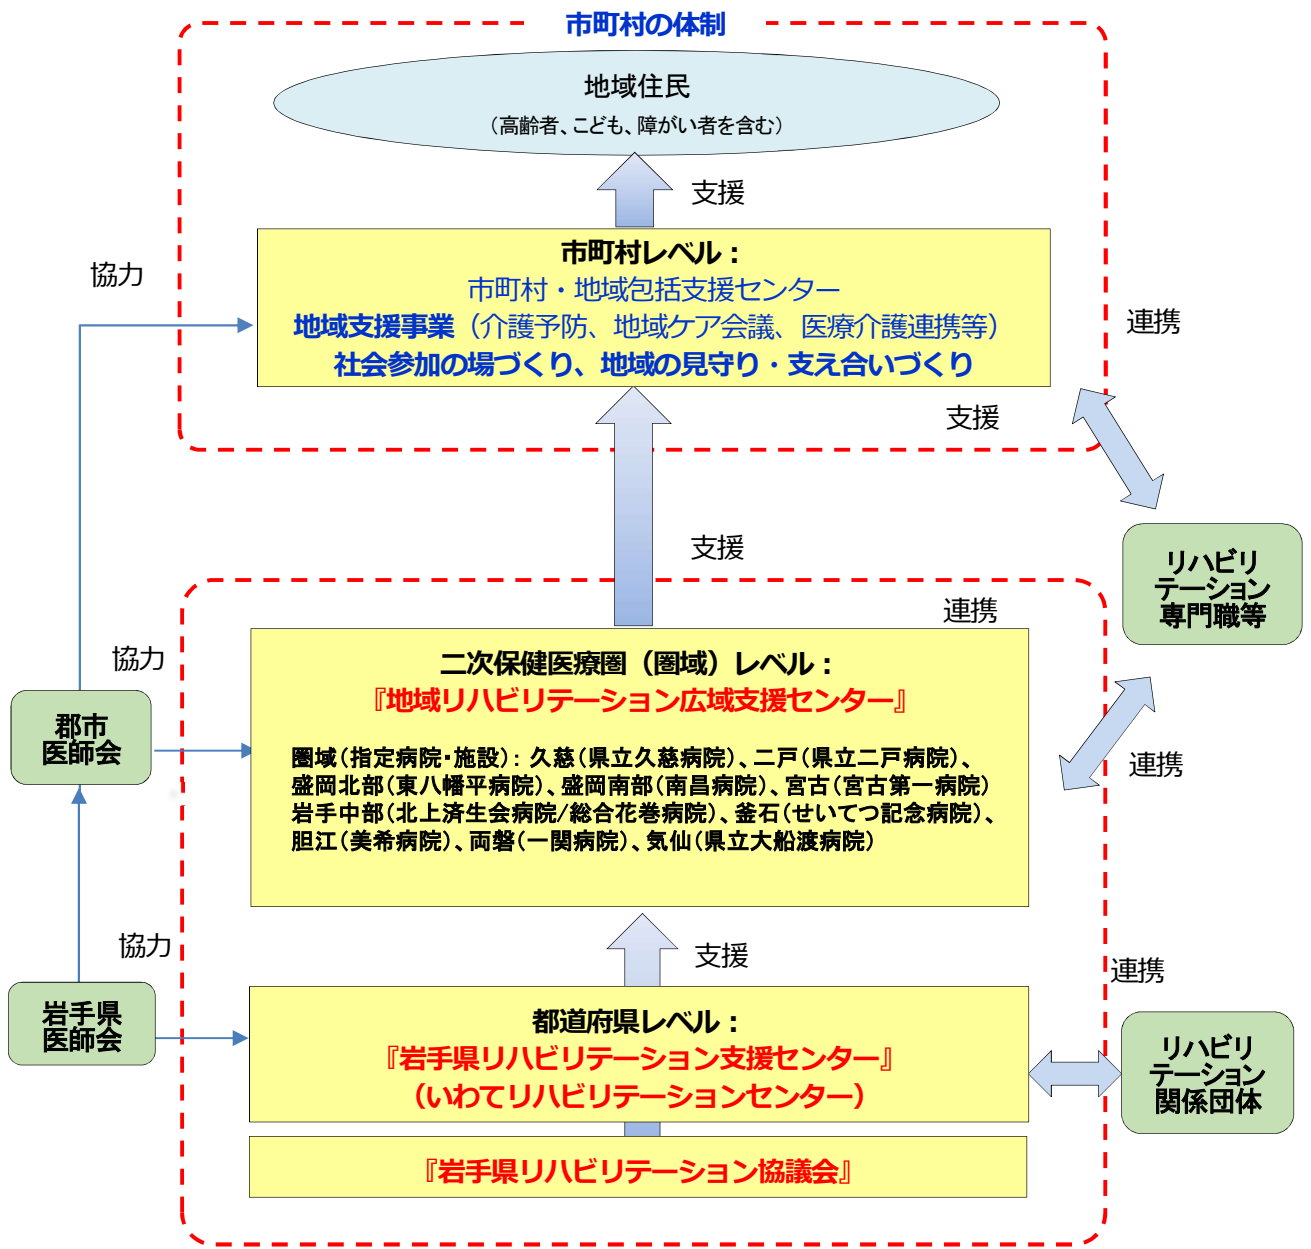 市町村の体制
地域住民
（高齢者、こども、障がい者を含む）
支援
協力
市町村レベル：
市町村・地域包括支援センター
地域支援事業（介護予防、地域ケア会議、医療介護連携等）
社会参加の場づくり、地域の見守り・支え合いづくり
連携
支援
リハビリ
テーション
専門職等
支援
連携
協力
二次保健医療圏（圏域）レベル：
『地域リハビリテーション広域支援センター』
圏域（指定病院・施設）：久慈（県立久慈病院）、二戸（県立二戸病院）、
盛岡北部（東八幡平病院）、盛岡南部（南昌病院）、宮古（宮古第一病院）
岩手中部（北上済生会病院/総合花巻病院）、釜石（せいてつ記念病院）、
胆江（美希病院）、両磐（一関病院）、気仙（県立大船渡病院）
郡市
医師会
連携
協力
支援
連携
岩手県
医師会
都道府県レベル：
『岩手県リハビリテーション支援センター』
（いわてリハビリテーションセンター）
リハビリ
テーション
関係団体
『岩手県リハビリテーション協議会』